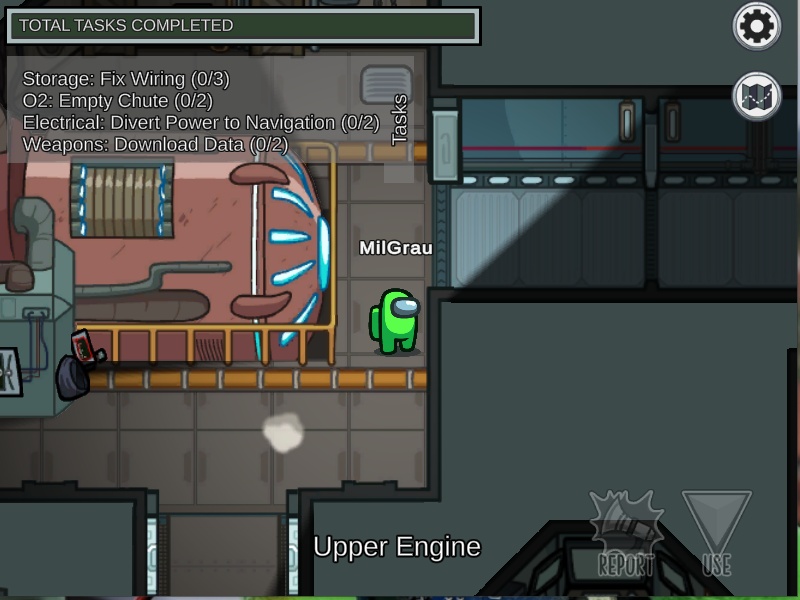 TOTAL TASKS COMPLETED
Storage: Fix Wiring (0/3)
O2: Empty Chute (0/2)
Electrical: Divert Power to Navigation (0/2)
Weapons: Download Data (0/2)
Tasks
MilGrau
Upper Engine
REPORT
USE